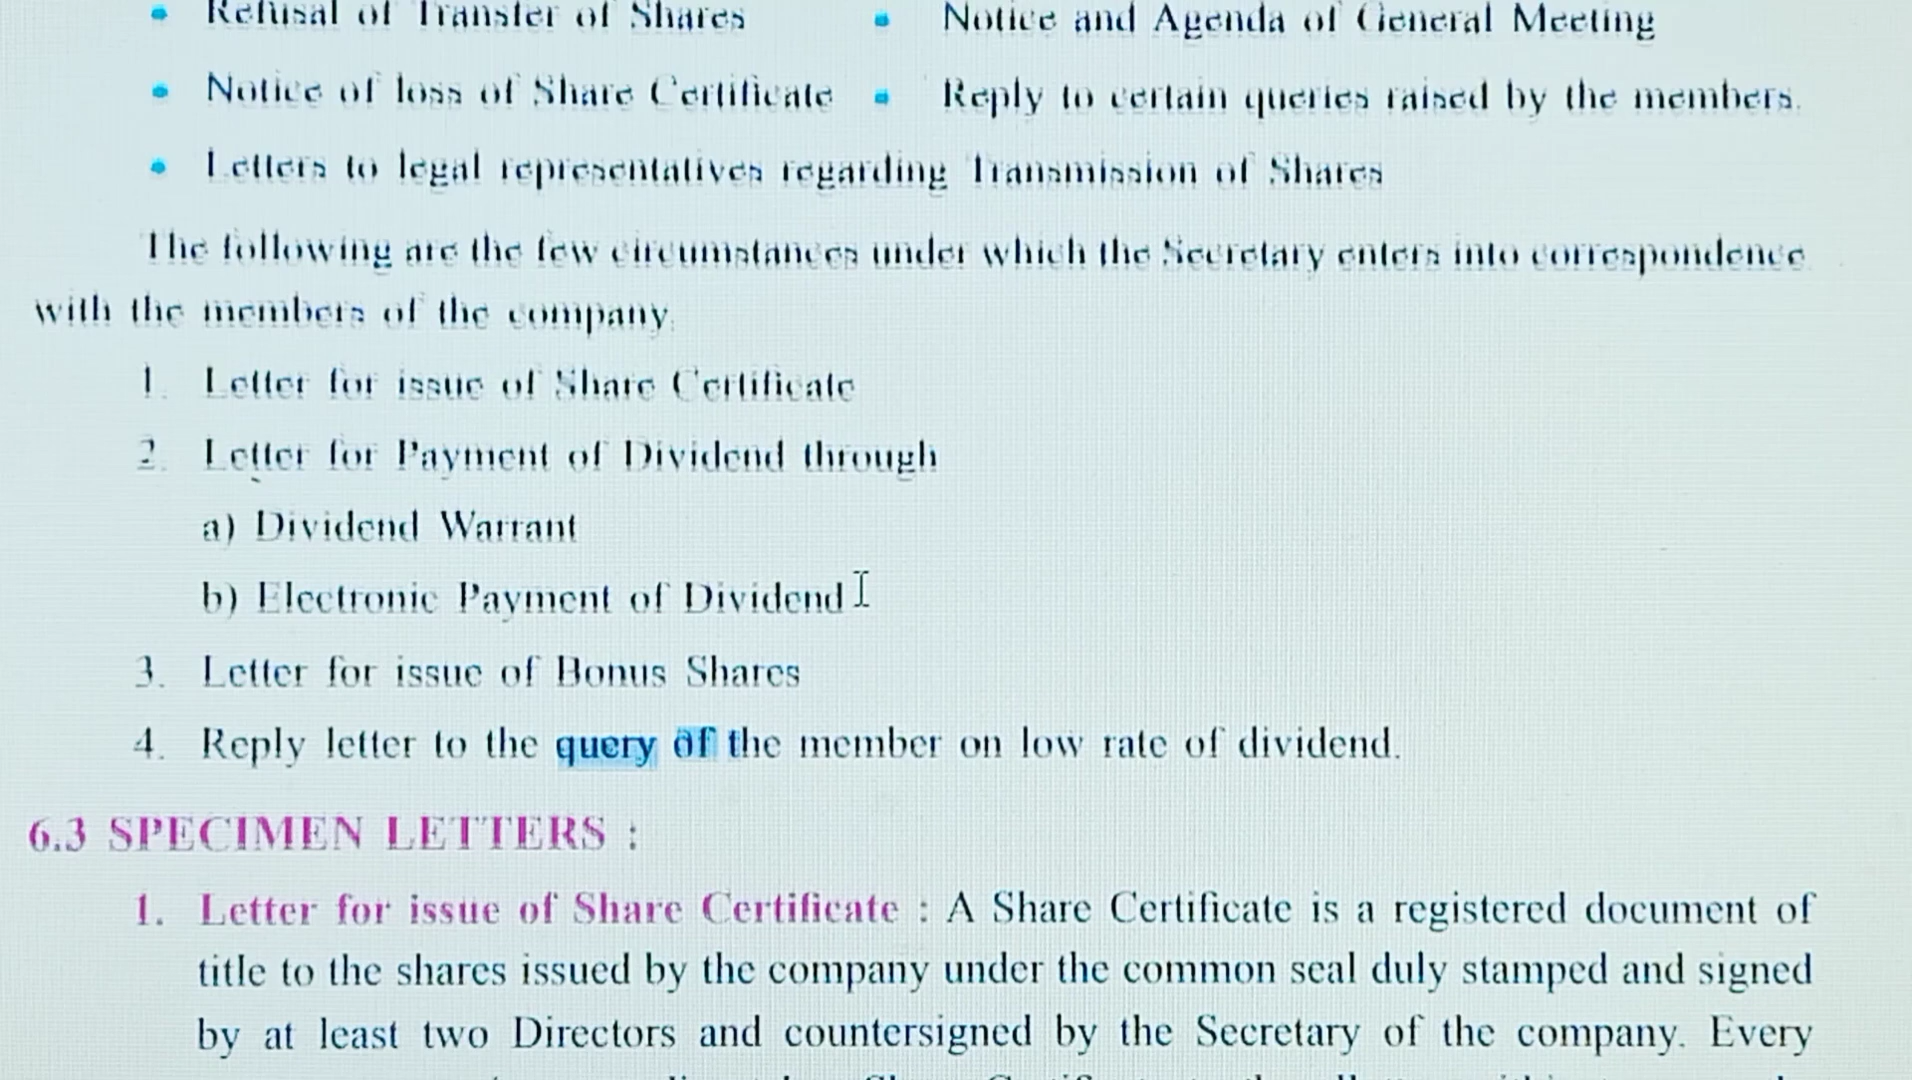 • Refusal of Transfer of Shares • Notice and Agenda of General Meeting
• Notice of loss of Share Certificate • Reply to certain queries raised by the members.
• Letters to legal representatives regarding Transmission of Shares
The following are the few circumstances under which the Secretary enters into correspondence
with the members of the company.
1. Letter for issue of Share Certificate
2. Letter for Payment of Dividend through
a) Dividend Warrant
b) Electronic Payment of Dividend
3. Letter for issue of Bonus Shares
4. Reply letter to the query of the member on low rate of dividend.
6.3 SPECIMEN LETTERS :
1. Letter for issue of Share Certificate : A Share Certificate is a registered document of
title to the shares issued by the company under the common seal duly stamped and signed
by at least two Directors and countersigned by the Secretary of the company. Every